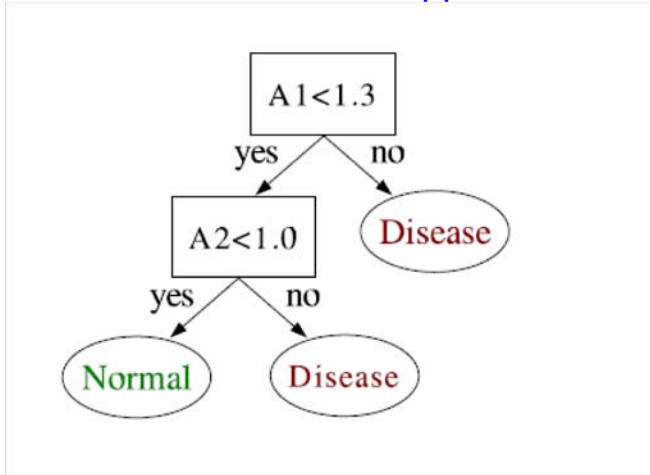 A1<1.3
yes no
A2<1.0 Disease
yes no
Normal Disease